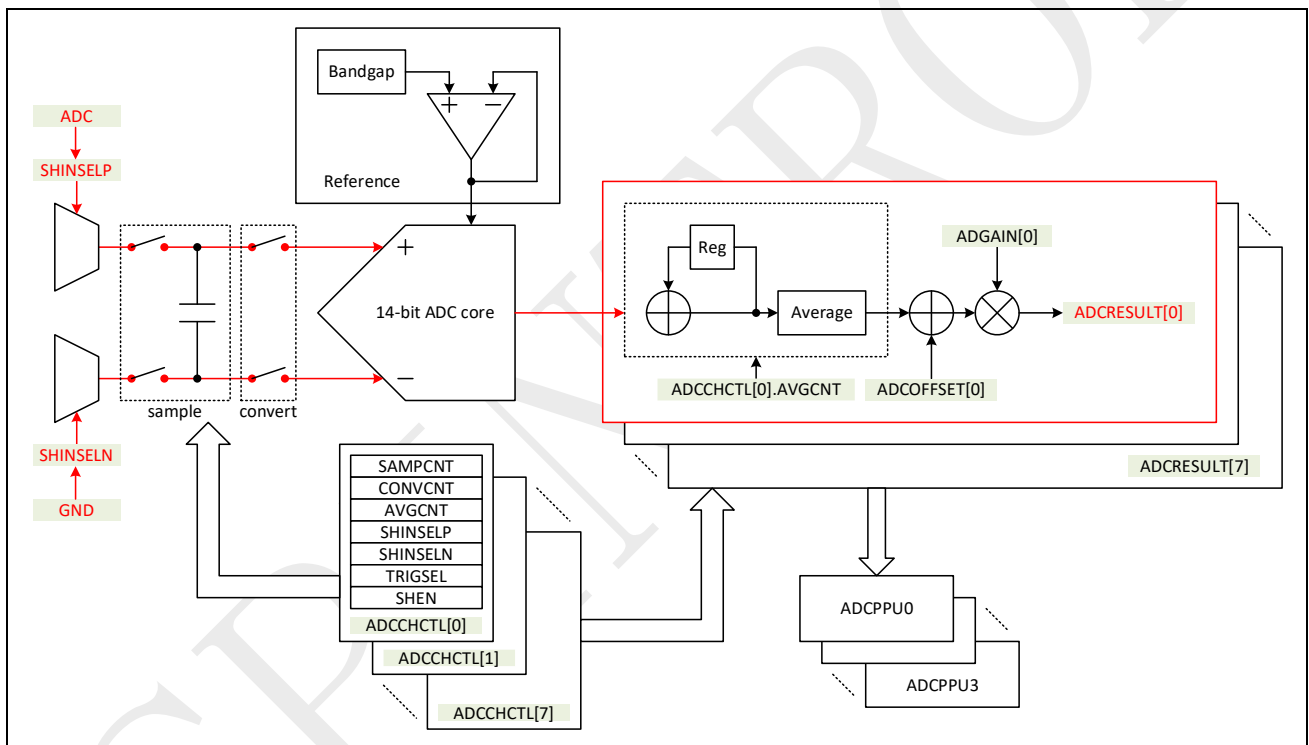 Bandgap
+
−
Reference
ADC
SHINSELP
SHINSELN
GND
sample
convert
+
14-bit ADC core
−
Reg
Average
ADCCHCTL[0].AVGCNT
ADCOFFSET[0]
ADGAIN[0]
ADCRESULT[0]
ADCRESULT[7]
SAMPCNT
CONVCNT
AVGCNT
SHINSELP
SHINSELN
TRIGSEL
SHEN
ADCCHCTL[0]
ADCCHCTL[1]
ADCCHCTL[7]
ADCPPU0
ADCPPU3